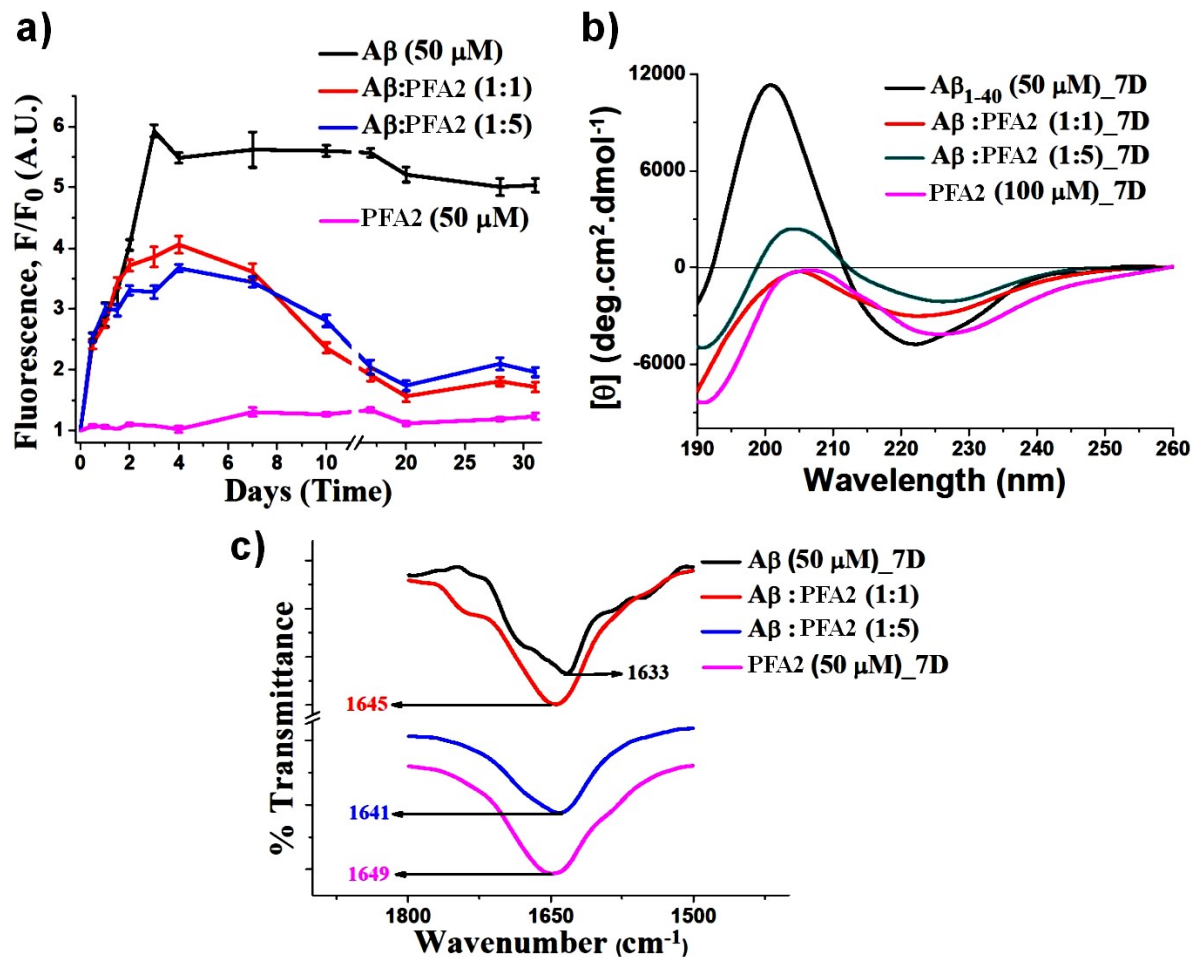 a)
Aβ (50 μM)
Aβ:PFA2 (1:1)
Aβ:PFA2 (1:5)
PFA2 (50 μM)
Fluorescence, F/F₀ (A.U.)
6
5
4
3
2
1
0 2 4 6 8 10 20 30
Days (Time)
b)
Aβ₁₋₄₀ (50 μM)_7D
Aβ :PFA2 (1:1)_7D
Aβ :PFA2 (1:5)_7D
PFA2 (100 μM)_7D
[θ] (deg.cm².dmol⁻¹)
12000
6000
0
-6000
190 200 210 220 230 240 250 260
Wavelength (nm)
c)
Aβ (50 μM)_7D
Aβ : PFA2 (1:1)
Aβ : PFA2 (1:5)
PFA2 (50 μM)_7D
% Transmittance
1633
1645
1641
1649
1800 1650 1500
Wavenumber (cm⁻¹)